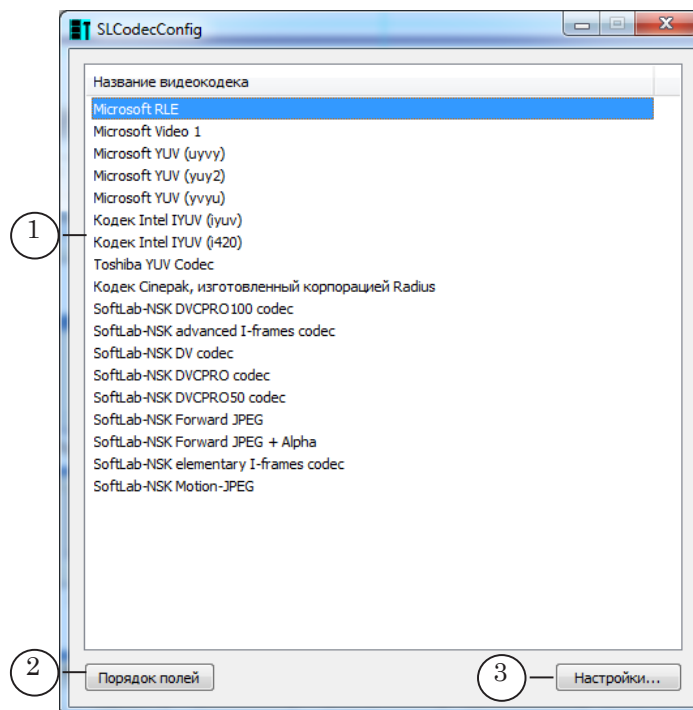 SLCodecConfig
Название видеокодека
Microsoft RLE
Microsoft Video 1
Microsoft YUV (uyvy)
Microsoft YUV (yuy2)
Microsoft YUV (yvyu)
1
Кодек Intel IYUV (iyuv)
Кодек Intel IYUV (i420)
Toshiba YUV Codec
Кодек Cinepak, изготовленный корпорацией Radius
SoftLab-NSK DVCPRO100 codec
SoftLab-NSK advanced I-frames codec
SoftLab-NSK DV codec
SoftLab-NSK DVCPRO codec
SoftLab-NSK DVCPRO50 codec
SoftLab-NSK Forward JPEG
SoftLab-NSK Forward JPEG + Alpha
SoftLab-NSK elementary I-frames codec
SoftLab-NSK Motion-JPEG
2
Порядок полей
3
Настройки...